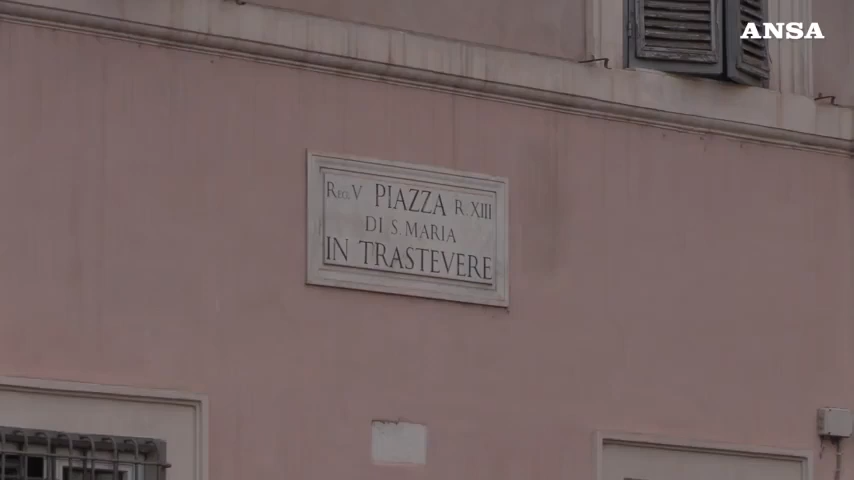 ANSA
REG. V PIAZZA R. XIII
DI S. MARIA
IN TRASTEVERE